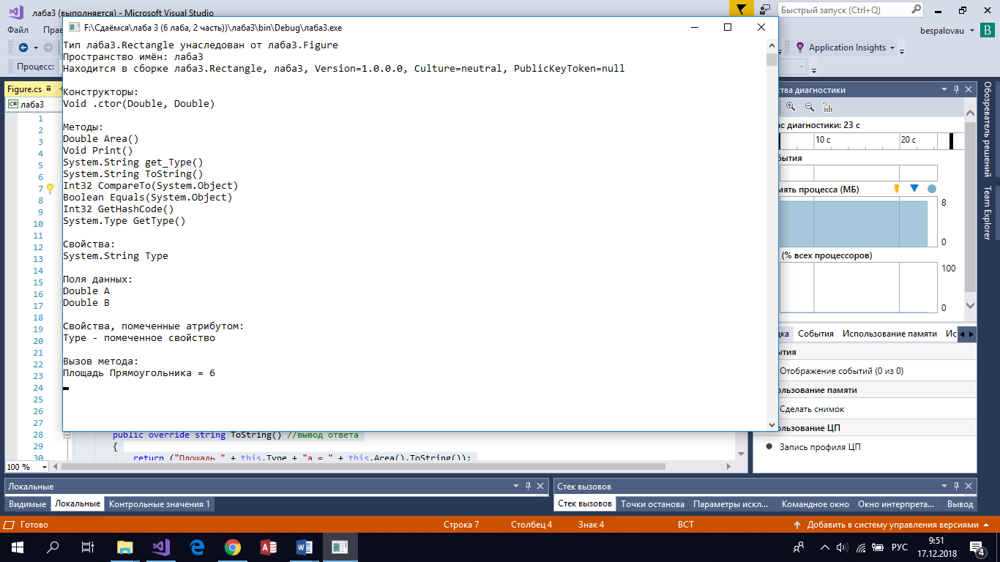 лаба3 (выполняется) - Microsoft Visual Studio
Быстрый запуск (Ctrl+Q)
Файл
bespalovau
B
Application Insights
Процесс:
F:\Сдаёмся\лаба 3 (6 лаба, 2 часть))\лаба3\bin\Debug\лаба3.exe
Тип лаба3.Rectangle унаследован от лаба3.Figure
Пространство имён: лаба3
Находится в сборке лаба3.Rectangle, лаба3, Version=1.0.0.0, Culture=neutral, PublicKeyToken=null
Конструкторы:
Void .ctor(Double, Double)
Методы:
Double Area()
Void Print()
System.String get_Type()
System.String ToString()
Int32 CompareTo(System.Object)
Boolean Equals(System.Object)
Int32 GetHashCode()
System.Type GetType()
Свойства:
System.String Type
Поля данных:
Double A
Double B
Свойства, помеченные атрибутом:
Type - помеченное свойство
Вызов метода:
Площадь Прямоугольника = 6
Figure.cs
C# лаба3
1
2
3
4
5
6
7
8
9
10
11
12
13
14
15
16
17
18
19
20
21
22
23
24
25
26
27
28 public override string ToString() //вывод ответа
29 {
30 return ("Площадь " + this.Type + "а = " + this.Area().ToString());
100 %
ства диагностики
нс диагностики: 23 с
10 с 20 с
бытия
мять процесса (МБ)
8
0
(% всех процессоров)
100
0
дка События Использование памяти Ис
ытия
Отображение событий (0 из 0)
ользование памяти
Сделать снимок
ользование ЦП
Запись профиля ЦП
Обозреватель решений
Team Explorer
Локальные
Видимые Локальные Контрольные значения 1
Стек вызовов
Стек вызовов Точки останова Параметры искл... Командное окно Окно интерпрета... Вывод
Готово Строка 7 Столбец 4 Знак 4 ВСТ Добавить в систему управления версиями
РУС
9:51
17.12.2018
4